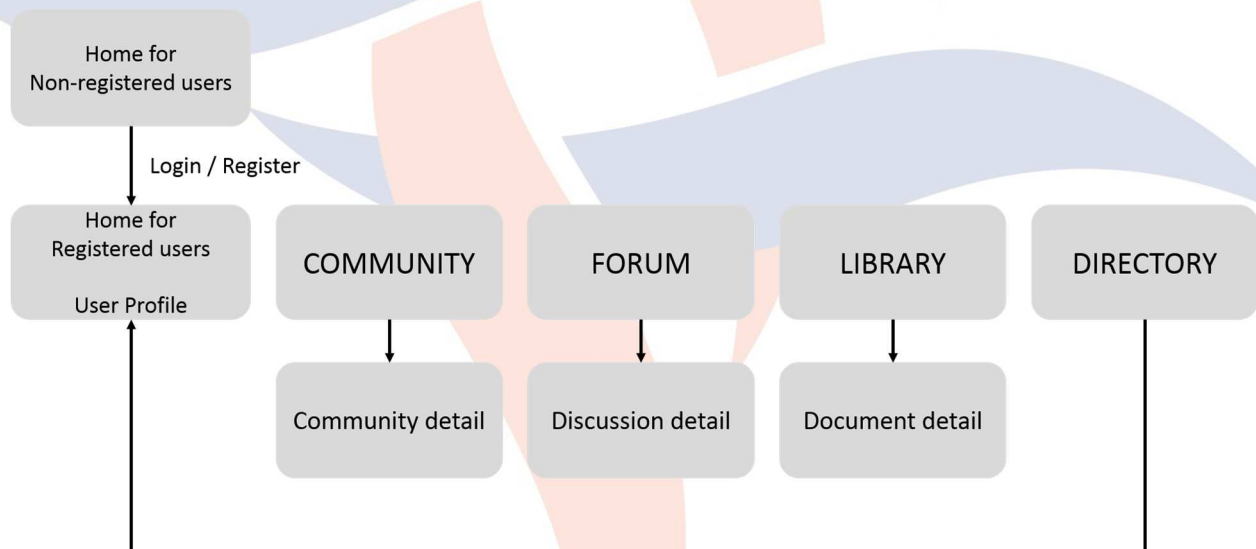 Home for
Non-registered users
Login / Register
Home for
Registered users
User Profile
COMMUNITY
FORUM
LIBRARY
DIRECTORY
Community detail
Discussion detail
Document detail